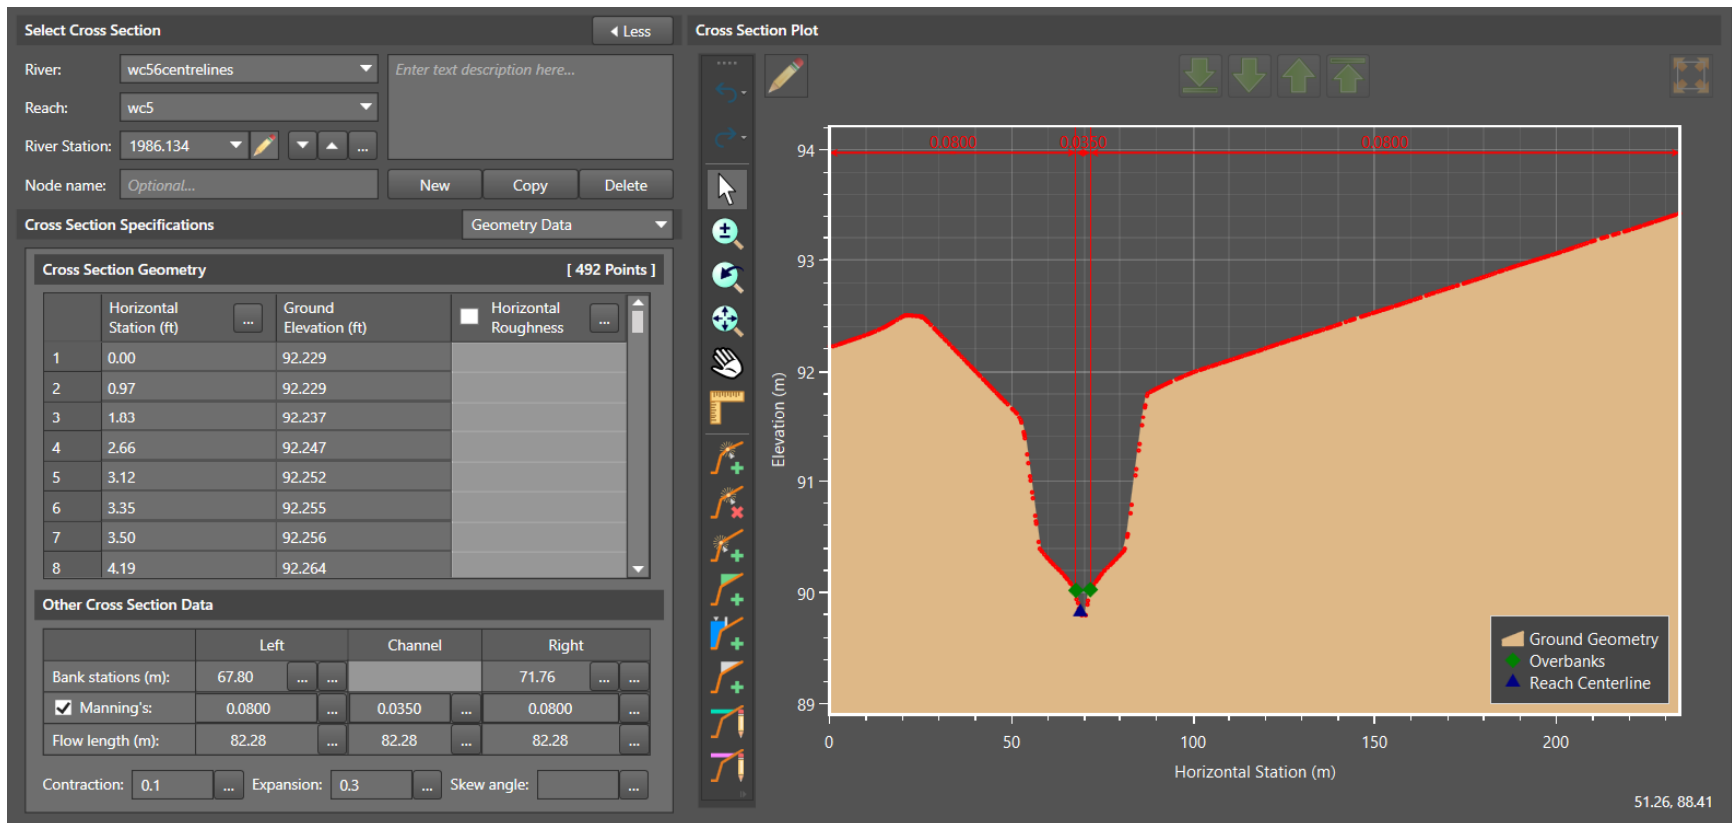 Select Cross Section
Less
River:
wc56centrelines
Enter text description here...
Reach:
wc5
River Station:
1986.134
...
Node name:
Optional...
New
Copy
Delete
Cross Section Specifications
Geometry Data
Cross Section Geometry
[ 492 Points ]
Horizontal Station (ft)
...
Ground Elevation (ft)
Horizontal Roughness
...
1 0.00 92.229
2 0.97 92.229
3 1.83 92.237
4 2.66 92.247
5 3.12 92.252
6 3.35 92.255
7 3.50 92.256
8 4.19 92.264
Other Cross Section Data
Left Channel Right
Bank stations (m): 67.80 ... ... 71.76 ... ...
Manning's: 0.0800 ... 0.0350 ... 0.0800 ...
Flow length (m): 82.28 ... 82.28 ... 82.28 ...
Contraction: 0.1 ... Expansion: 0.3 ... Skew angle: ...
Cross Section Plot
0.0800 0.0350 0.0800
94
93
92
91
90
89
Elevation (m)
0 50 100 150 200
Horizontal Station (m)
Ground Geometry
Overbanks
Reach Centerline
51.26, 88.41